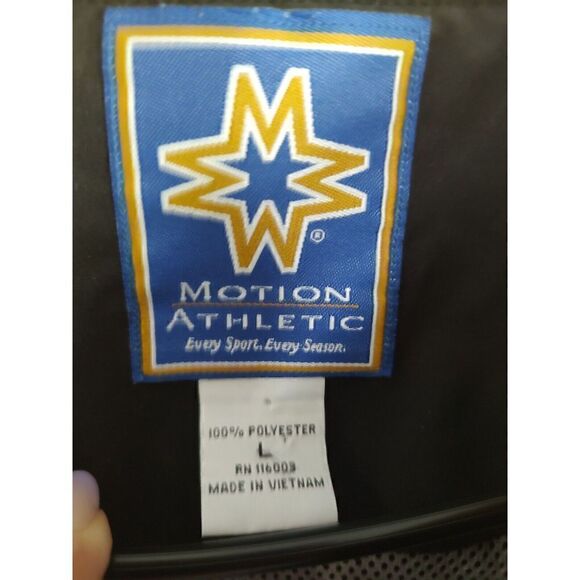 ®
MOTION
ATHLETIC
Every Sport. Every Season.
100% POLYESTER
L
RN 116003
MADE IN VIETNAM